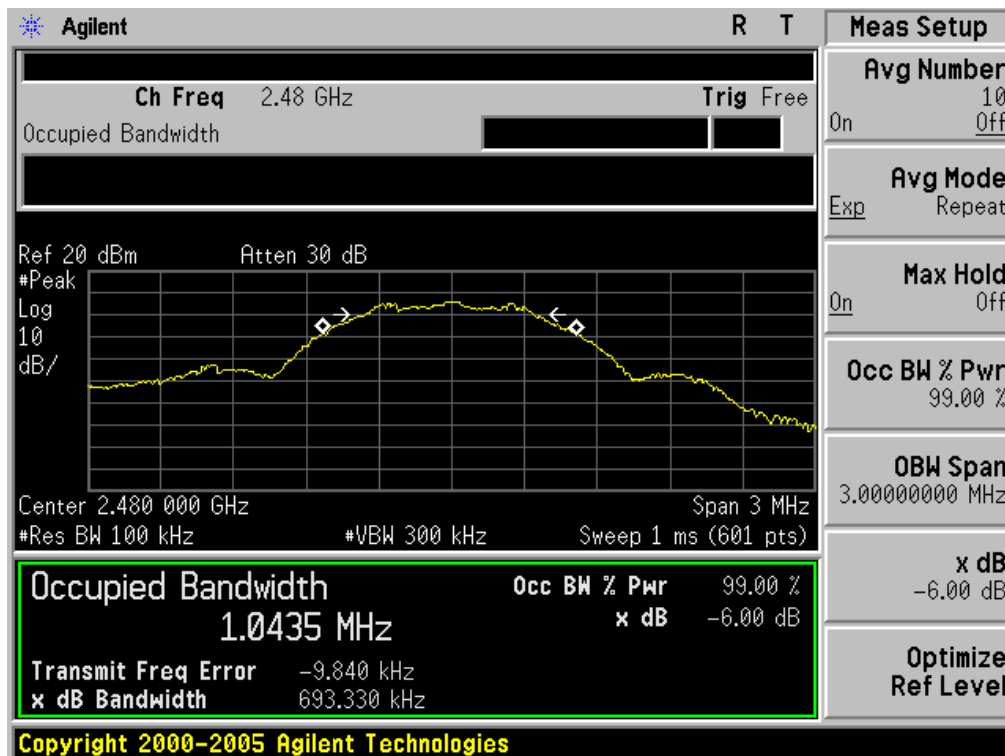 Agilent R T
Ch Freq 2.48 GHz Trig Free
Occupied Bandwidth
Ref 20 dBm Atten 30 dB
#Peak
Log
10
dB/
Center 2.480 000 GHz Span 3 MHz
#Res BW 100 kHz #VBW 300 kHz Sweep 1 ms (601 pts)
Occupied Bandwidth
1.0435 MHz
Occ BW % Pwr 99.00 %
x dB -6.00 dB
Transmit Freq Error -9.840 kHz
x dB Bandwidth 693.330 kHz
Copyright 2000-2005 Agilent Technologies
Meas Setup
Avg Number
10
On Off
Avg Mode
Exp Repeat
Max Hold
On Off
Occ BW % Pwr
99.00 %
OBW Span
3.00000000 MHz
x dB
-6.00 dB
Optimize
Ref Level